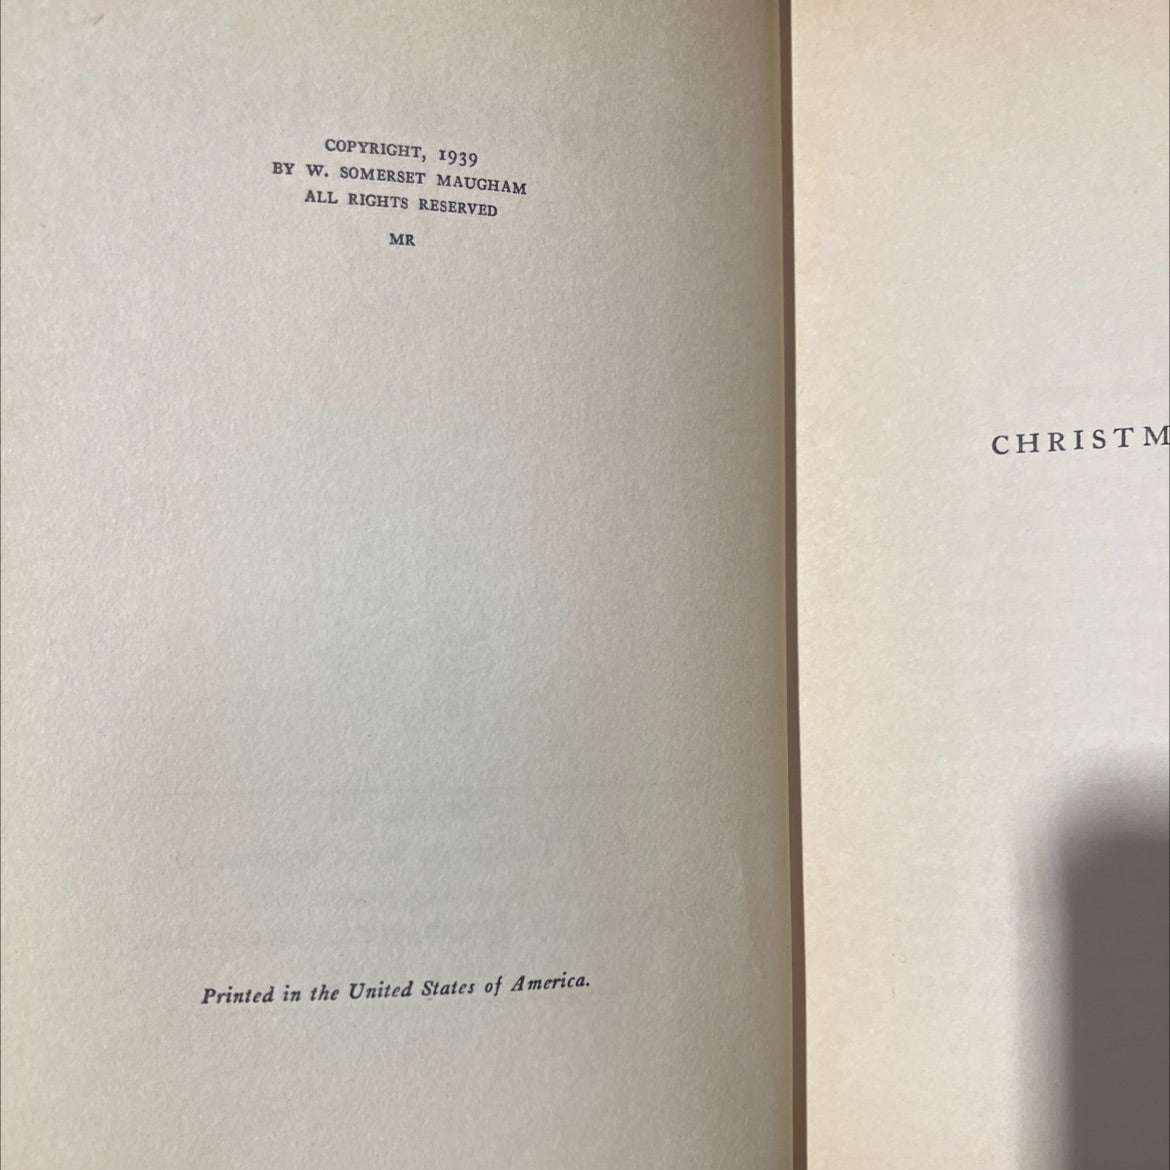 COPYRIGHT, 1939
BY W. SOMERSET MAUGHAM
ALL RIGHTS RESERVED
MR
Printed in the United States of America.
CHRISTM